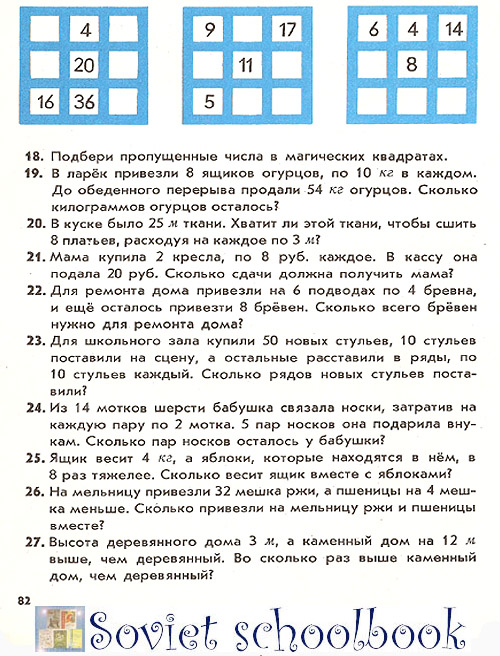 4
20
16 36
9 17
11
5
6 4 14
8
18. Подбери пропущенные числа в магических квадратах.
19. В ларёк привезли 8 ящиков огурцов, по 10 кг в каждом.
До обеденного перерыва продали 54 кг огурцов. Сколько
килограммов огурцов осталось?
20. В куске было 25 м ткани. Хватит ли этой ткани, чтобы сшить
8 платьев, расходуя на каждое по 3 м?
21. Мама купила 2 кресла, по 8 руб. каждое. В кассу она
подала 20 руб. Сколько сдачи должна получить мама?
22. Для ремонта дома привезли на 6 подводах по 4 бревна,
и ещё осталось привезти 8 брёвен. Сколько всего брёвен
нужно для ремонта дома?
23. Для школьного зала купили 50 новых стульев, 10 стульев
поставили на сцену, а остальные расставили в ряды, по
10 стульев каждый. Сколько рядов новых стульев поста-
вили?
24. Из 14 мотков шерсти бабушка связала носки, затратив на
каждую пару по 2 мотка. 5 пар носков она подарила вну-
кам. Сколько пар носков осталось у бабушки?
25. Ящик весит 4 кг, а яблоки, которые находятся в нём, в
8 раз тяжелее. Сколько весит ящик вместе с яблоками?
26. На мельницу привезли 32 мешка ржи, а пшеницы на 4 меш-
ка меньше. Сколько привезли на мельницу ржи и пшеницы
вместе?
27. Высота деревянного дома 3 м, а каменный дом на 12 м
выше, чем деревянный. Во сколько раз выше каменный
дом, чем деревянный?
82
Soviet schoolbook